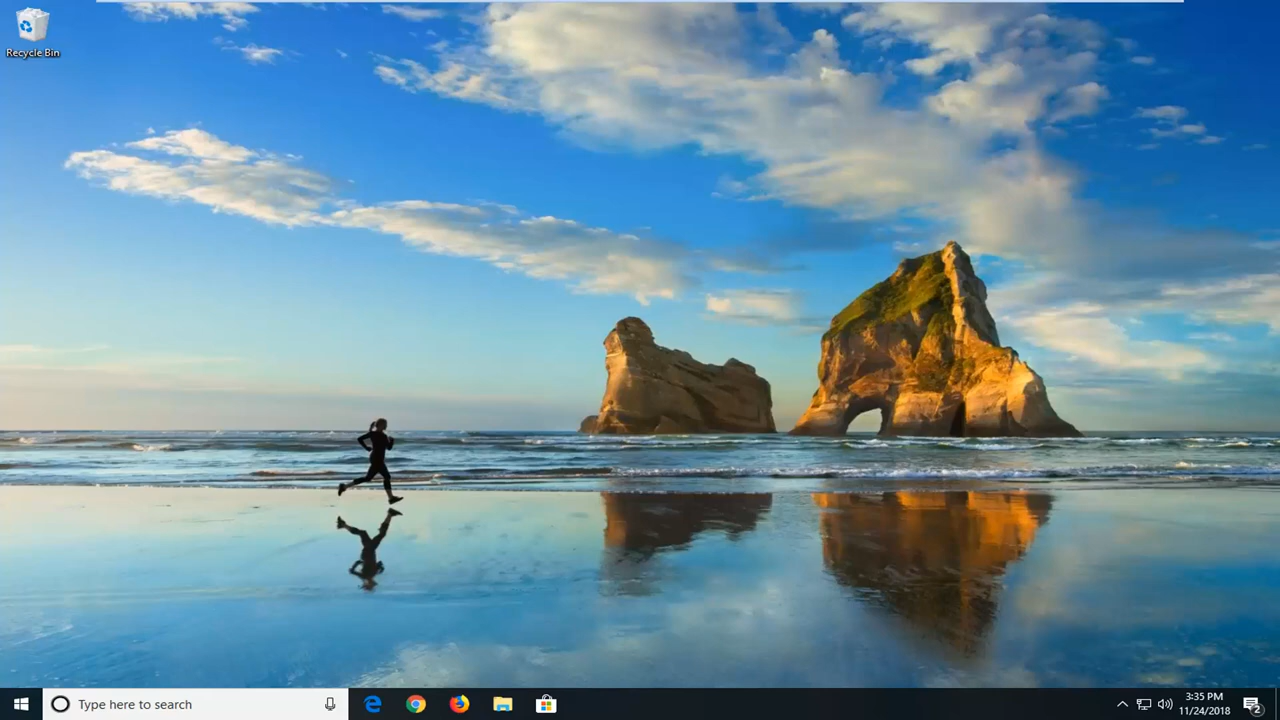 Recycle Bin
Type here to search
3:35 PM
11/24/2018
2